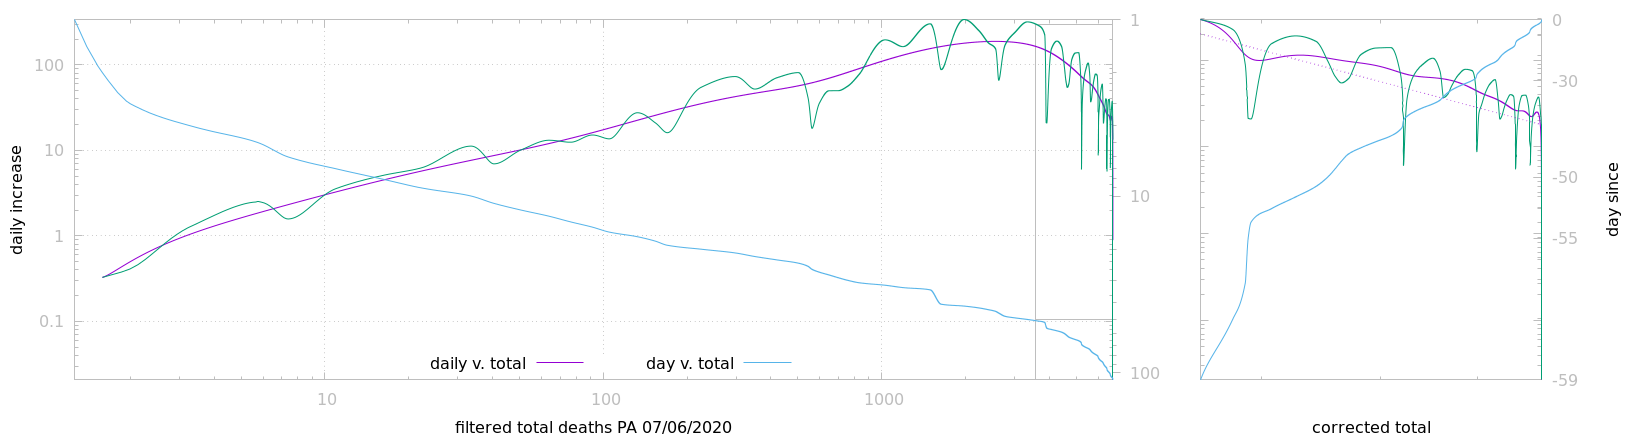 daily increase
100
10
1
0.1
10
100
1000
filtered total deaths PA 07/06/2020
daily v. total
day v. total
1
10
100
0
-30
-50
-55
-59
day since
corrected total